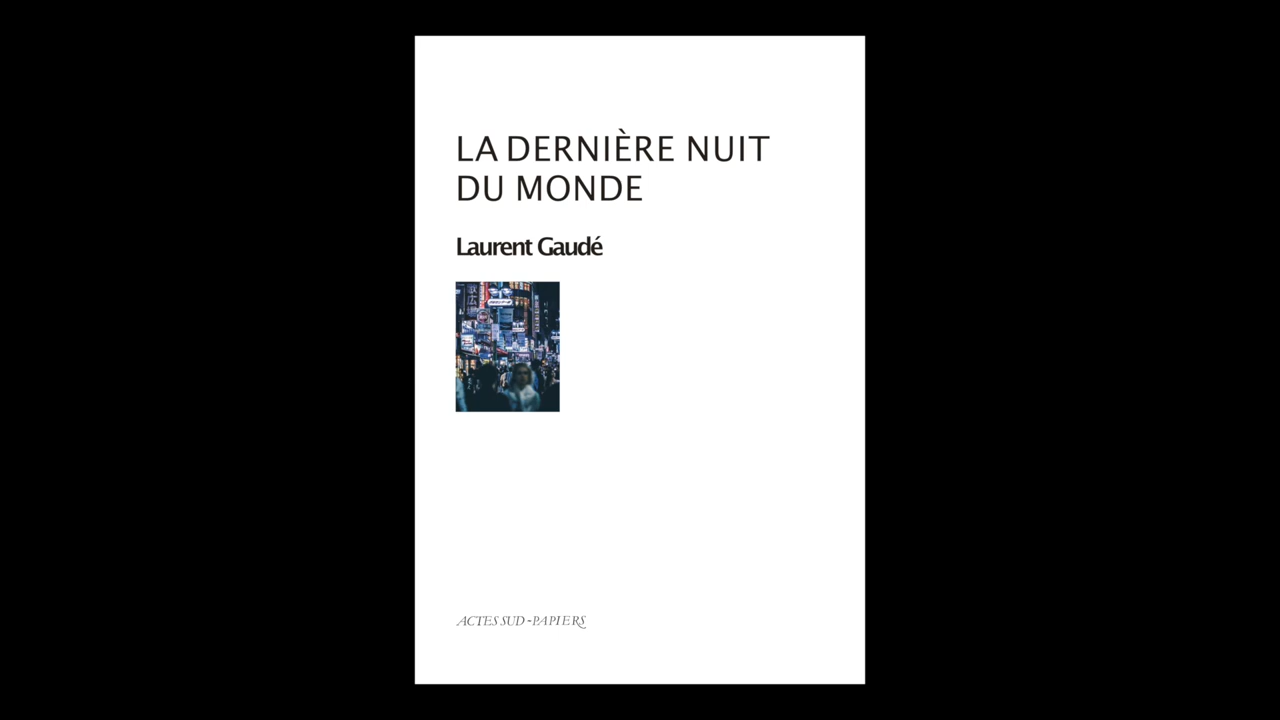 LA DERNIÈRE NUIT
DU MONDE
Laurent Gaudé
ACTES SUD-PAPIERS